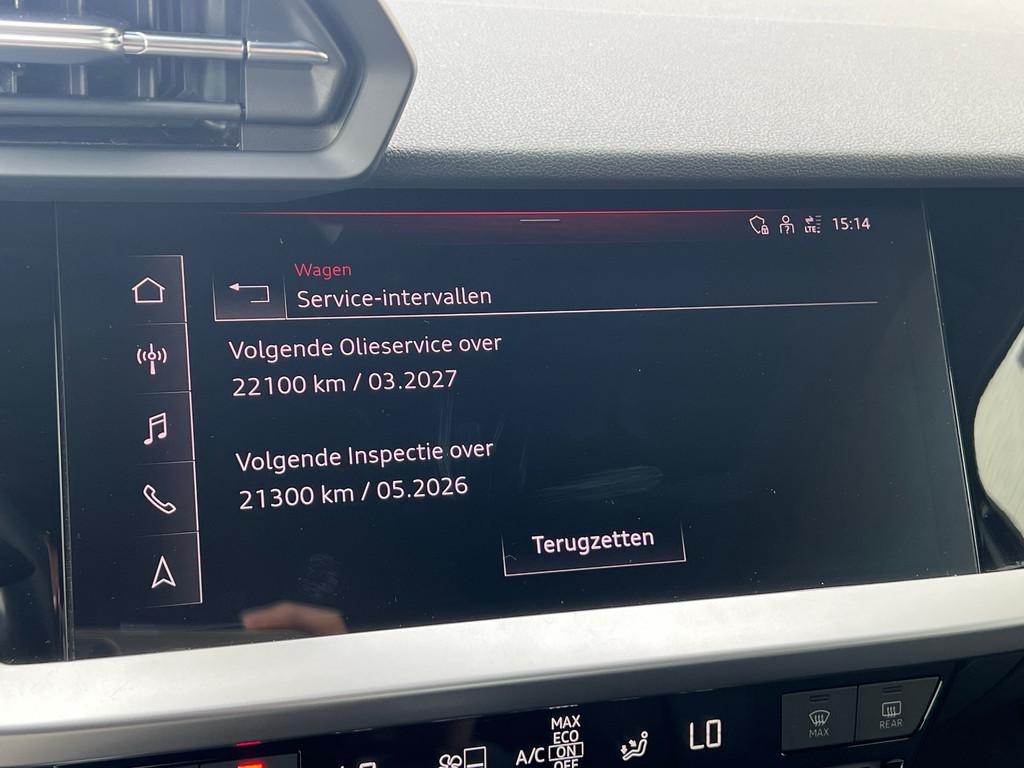 LTE 15:14
Wagen
Service-intervallen
Volgende Olieservice over
22100 km / 03.2027
Volgende Inspectie over
21300 km / 05.2026
Terugzetten
MAX
ECO
A/C ON
OFF
LO
MAX
REAR